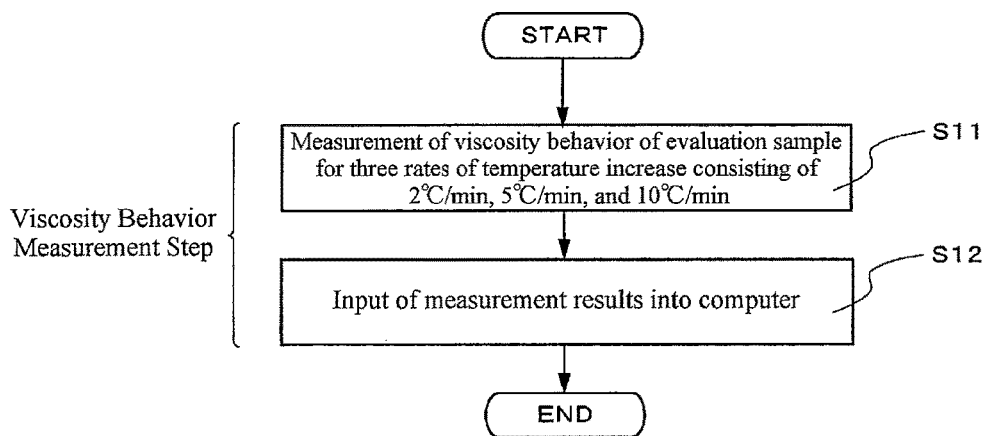 START
Measurement of viscosity behavior of evaluation sample
for three rates of temperature increase consisting of
2℃/min, 5℃/min, and 10℃/min
S11
Viscosity Behavior
Measurement Step
Input of measurement results into computer
S12
END